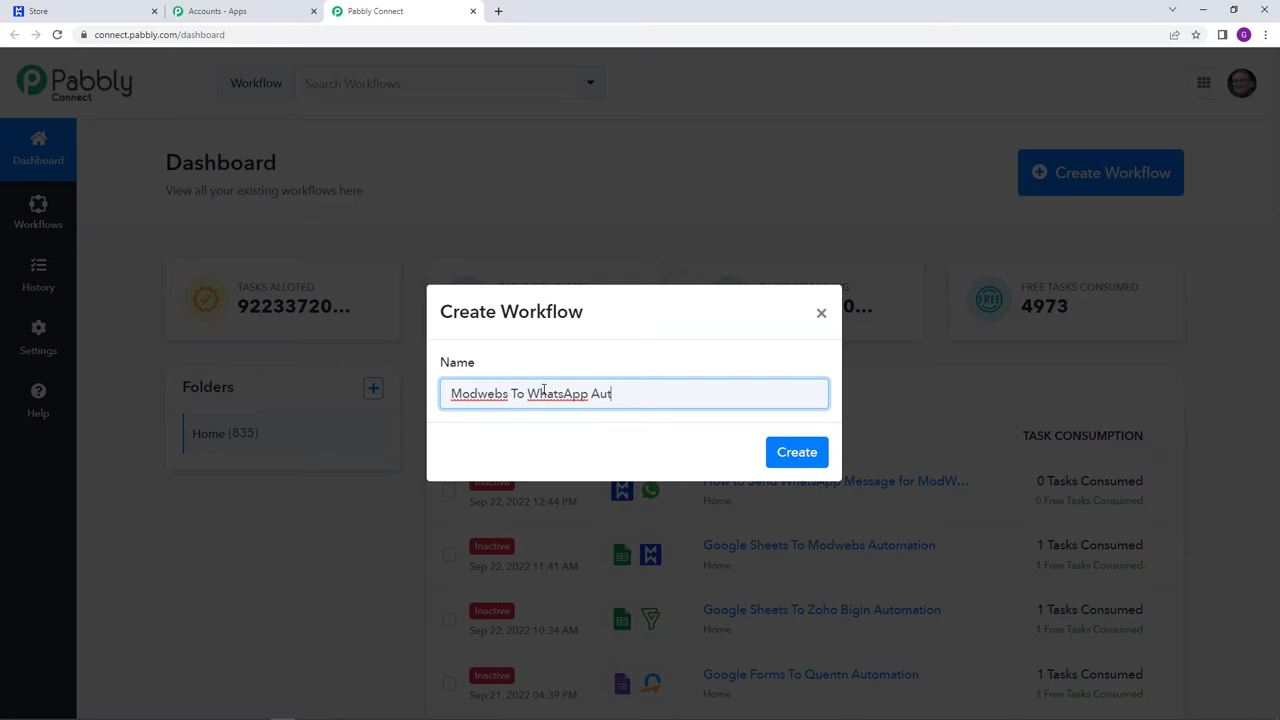 Store
Accounts - Apps
Pabbly Connect
G
connect.pabbly.com/dashboard
Pabbly
Connect
Workflow
Search Workflows
Dashboard
Workflows
History
Settings
Help
Dashboard
View all your existing workflows here
Create Workflow
TASKS ALLOTED
92233720...
FREE
FREE TASKS CONSUMED
4973
Folders
Home (835)
Create Workflow
Name
Modwebs To WhatsApp Aut
Create
TASK CONSUMPTION
Inactive
Sep 22, 2022 12:44 PM
How to Send WhatsApp Message for ModW...
Home
0 Tasks Consumed
0 Free Tasks Consumed
Inactive
Sep 22, 2022 11:41 AM
Google Sheets To Modwebs Automation
Home
1 Tasks Consumed
1 Free Tasks Consumed
Inactive
Sep 22, 2022 10:34 AM
Google Sheets To Zoho Bigin Automation
Home
1 Tasks Consumed
1 Free Tasks Consumed
Inactive
Sep 21, 2022 04:39 PM
Google Forms To Quentn Automation
Home
1 Tasks Consumed
1 Free Tasks Consumed